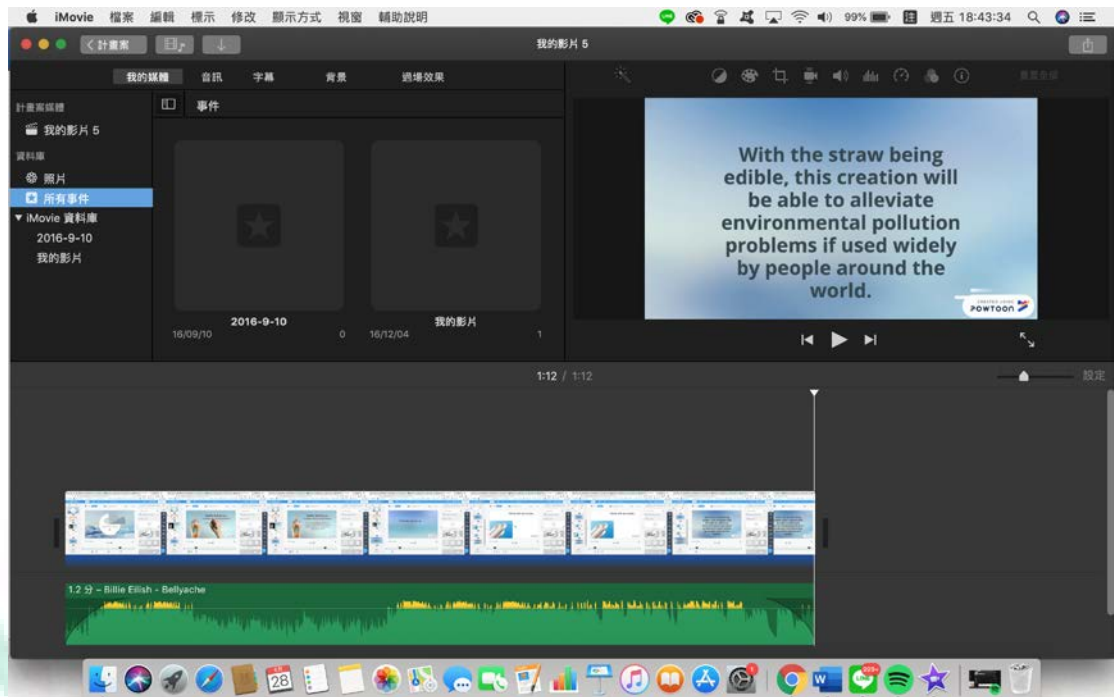 iMovie 檔案 編輯 標示 修改 顯示方式 視窗 輔助說明 99% 注 週五 18:43:34
計畫案 我的影片 5
我的媒體 音訊 字幕 背景 過場效果
計畫案媒體 事件
我的影片 5
資料庫
照片
所有事件
iMovie 資料庫
2016-9-10
我的影片
2016-9-10 我的影片
16/09/10 0 16/12/04 1
With the straw being
edible, this creation will
be able to alleviate
environmental pollution
problems if used widely
by people around the
world.
CREATED USING
POWTOON
1:12 / 1:12 設定
1.2 分 – Billie Eilish - Bellyache
28